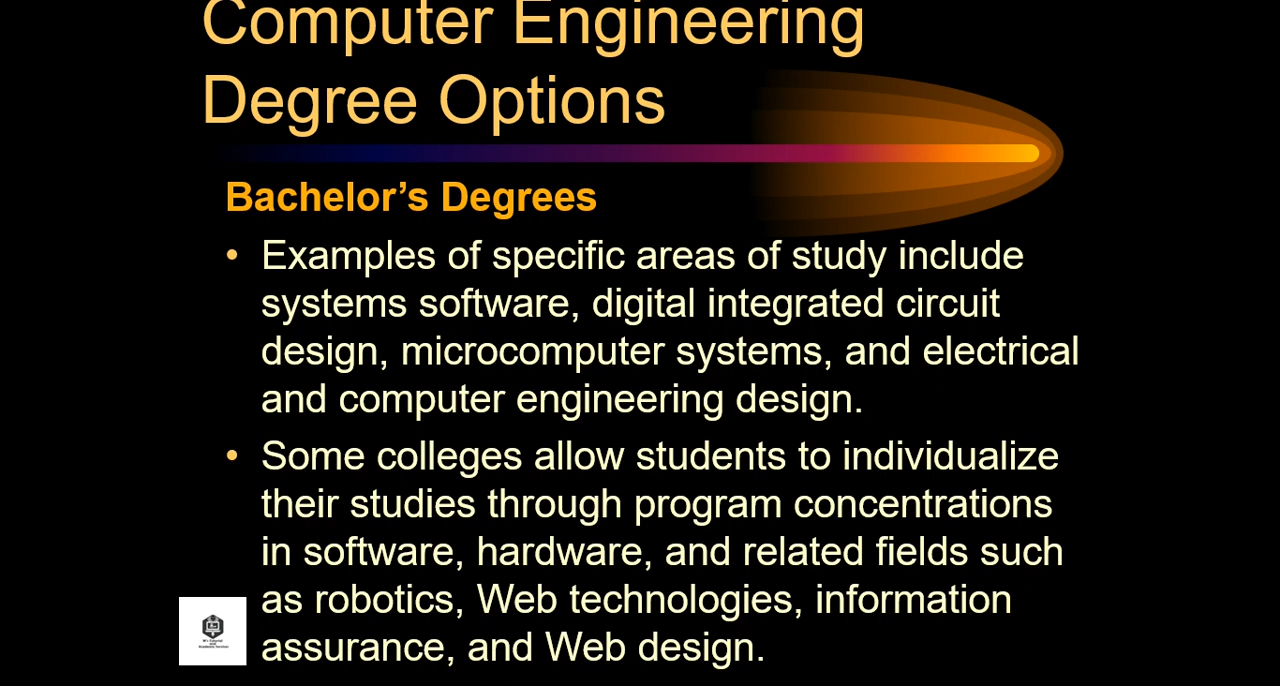 Computer Engineering
Degree Options
Bachelor’s Degrees
• Examples of specific areas of study include
systems software, digital integrated circuit
design, microcomputer systems, and electrical
and computer engineering design.
• Some colleges allow students to individualize
their studies through program concentrations
in software, hardware, and related fields such
as robotics, Web technologies, information
assurance, and Web design.